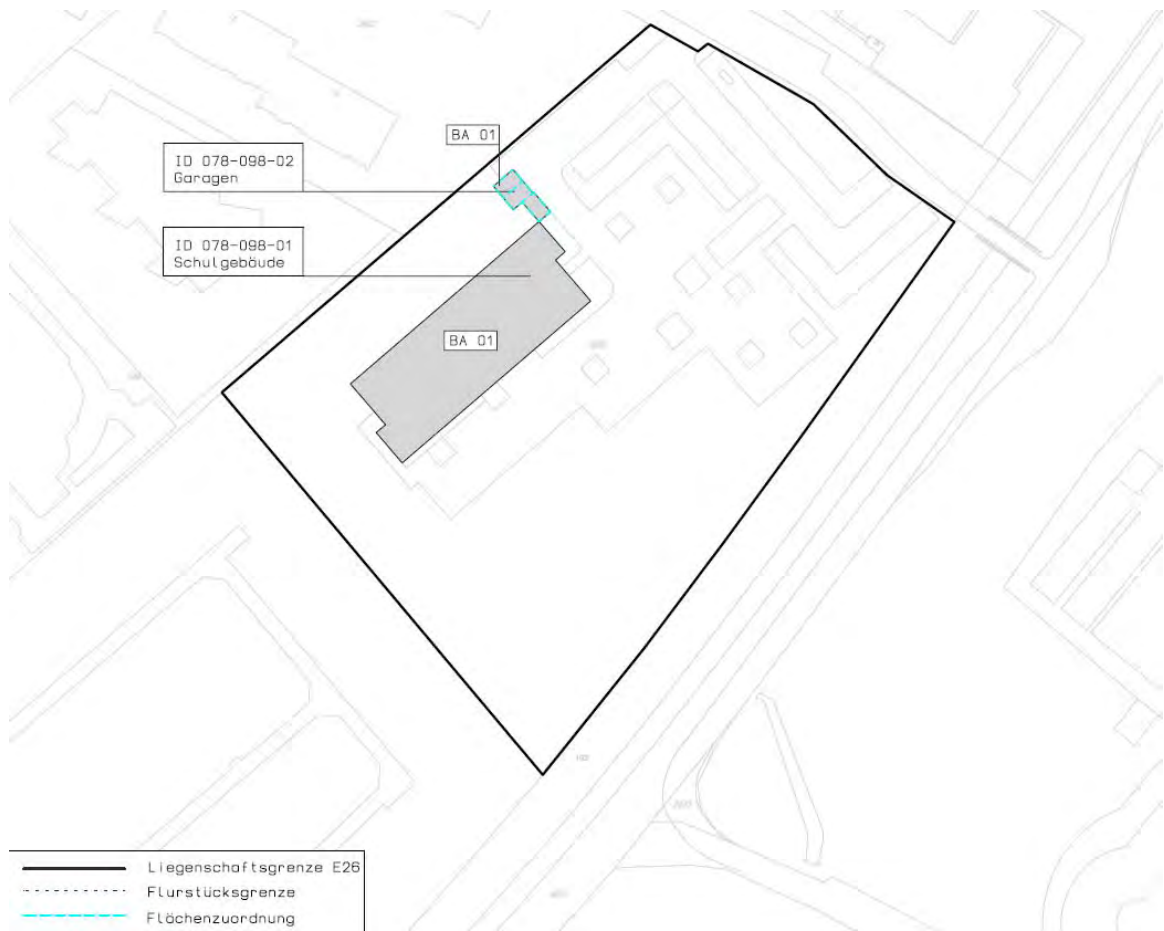 BA 01
ID 078-098-02
Garagen
ID 078-098-01
Schulgebäude
BA 01
Liegenschaftsgrenze E26
Flurstücksgrenze
Flächenzuordnung